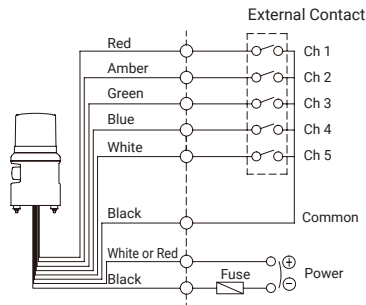 External Contact
Red
Ch 1
Amber
Ch 2
Green
Ch 3
Blue
Ch 4
White
Ch 5
Black
Common
White or Red
+
Fuse
Power
Black
−